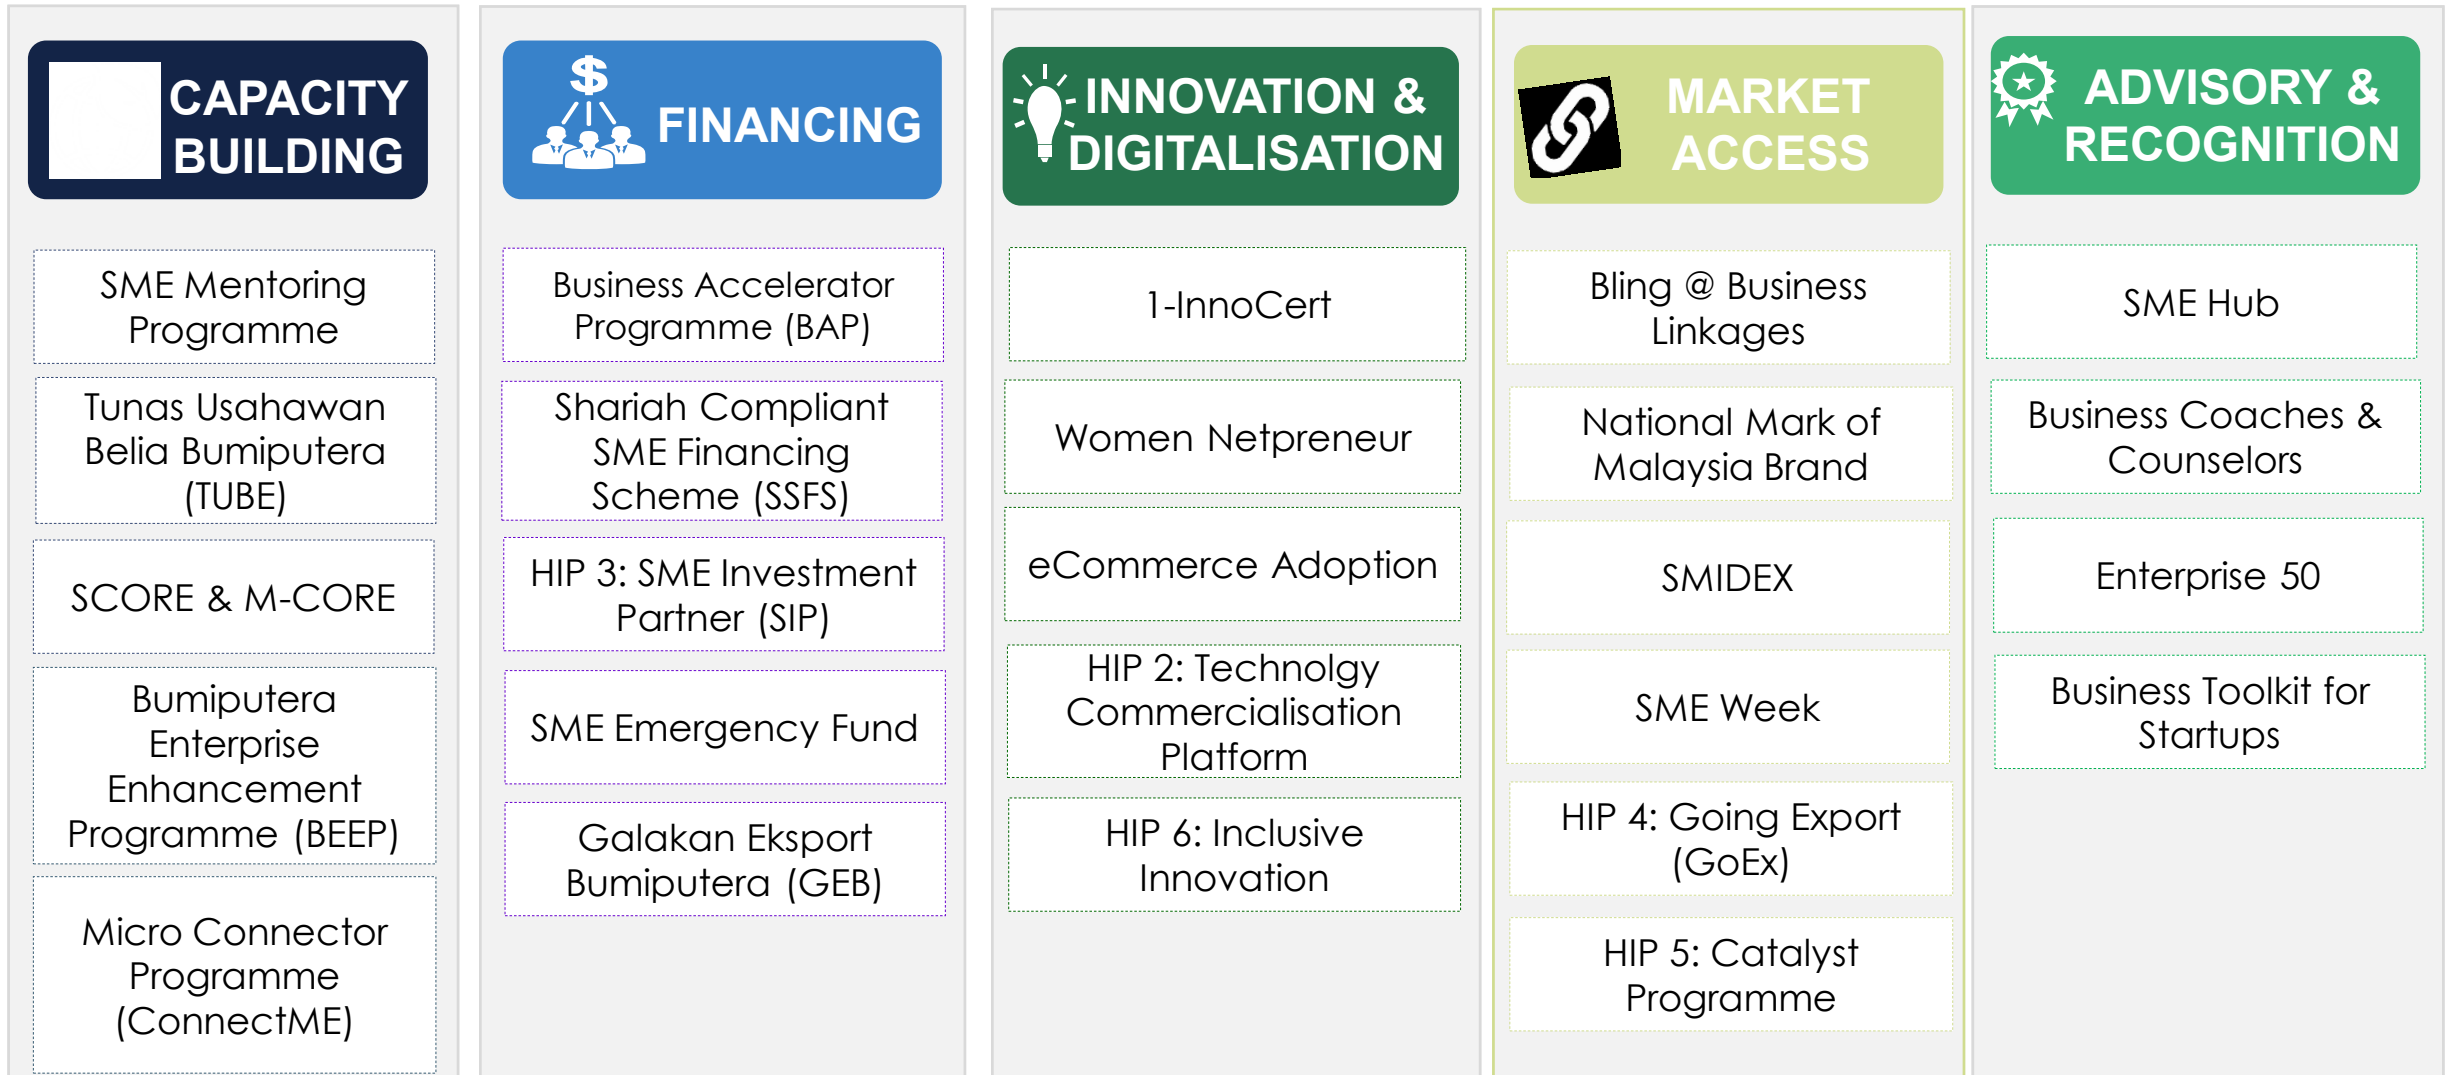 CAPACITY
BUILDING
SME Mentoring
Programme
Tunas Usahawan
Belia Bumiputera
(TUBE)
SCORE & M-CORE
Bumiputera
Enterprise
Enhancement
Programme (BEEP)
Micro Connector
Programme
(ConnectME)
$
FINANCING
Business Accelerator
Programme (BAP)
Shariah Compliant
SME Financing
Scheme (SSFS)
HIP 3: SME Investment
Partner (SIP)
SME Emergency Fund
Galakan Eksport
Bumiputera (GEB)
INNOVATION &
DIGITALISATION
1-InnoCert
Women Netpreneur
eCommerce Adoption
HIP 2: Technolgy
Commercialisation
Platform
HIP 6: Inclusive
Innovation
MARKET
ACCESS
Bling @ Business
Linkages
National Mark of
Malaysia Brand
SMIDEX
SME Week
HIP 4: Going Export
(GoEx)
HIP 5: Catalyst
Programme
ADVISORY &
RECOGNITION
SME Hub
Business Coaches &
Counselors
Enterprise 50
Business Toolkit for
Startups